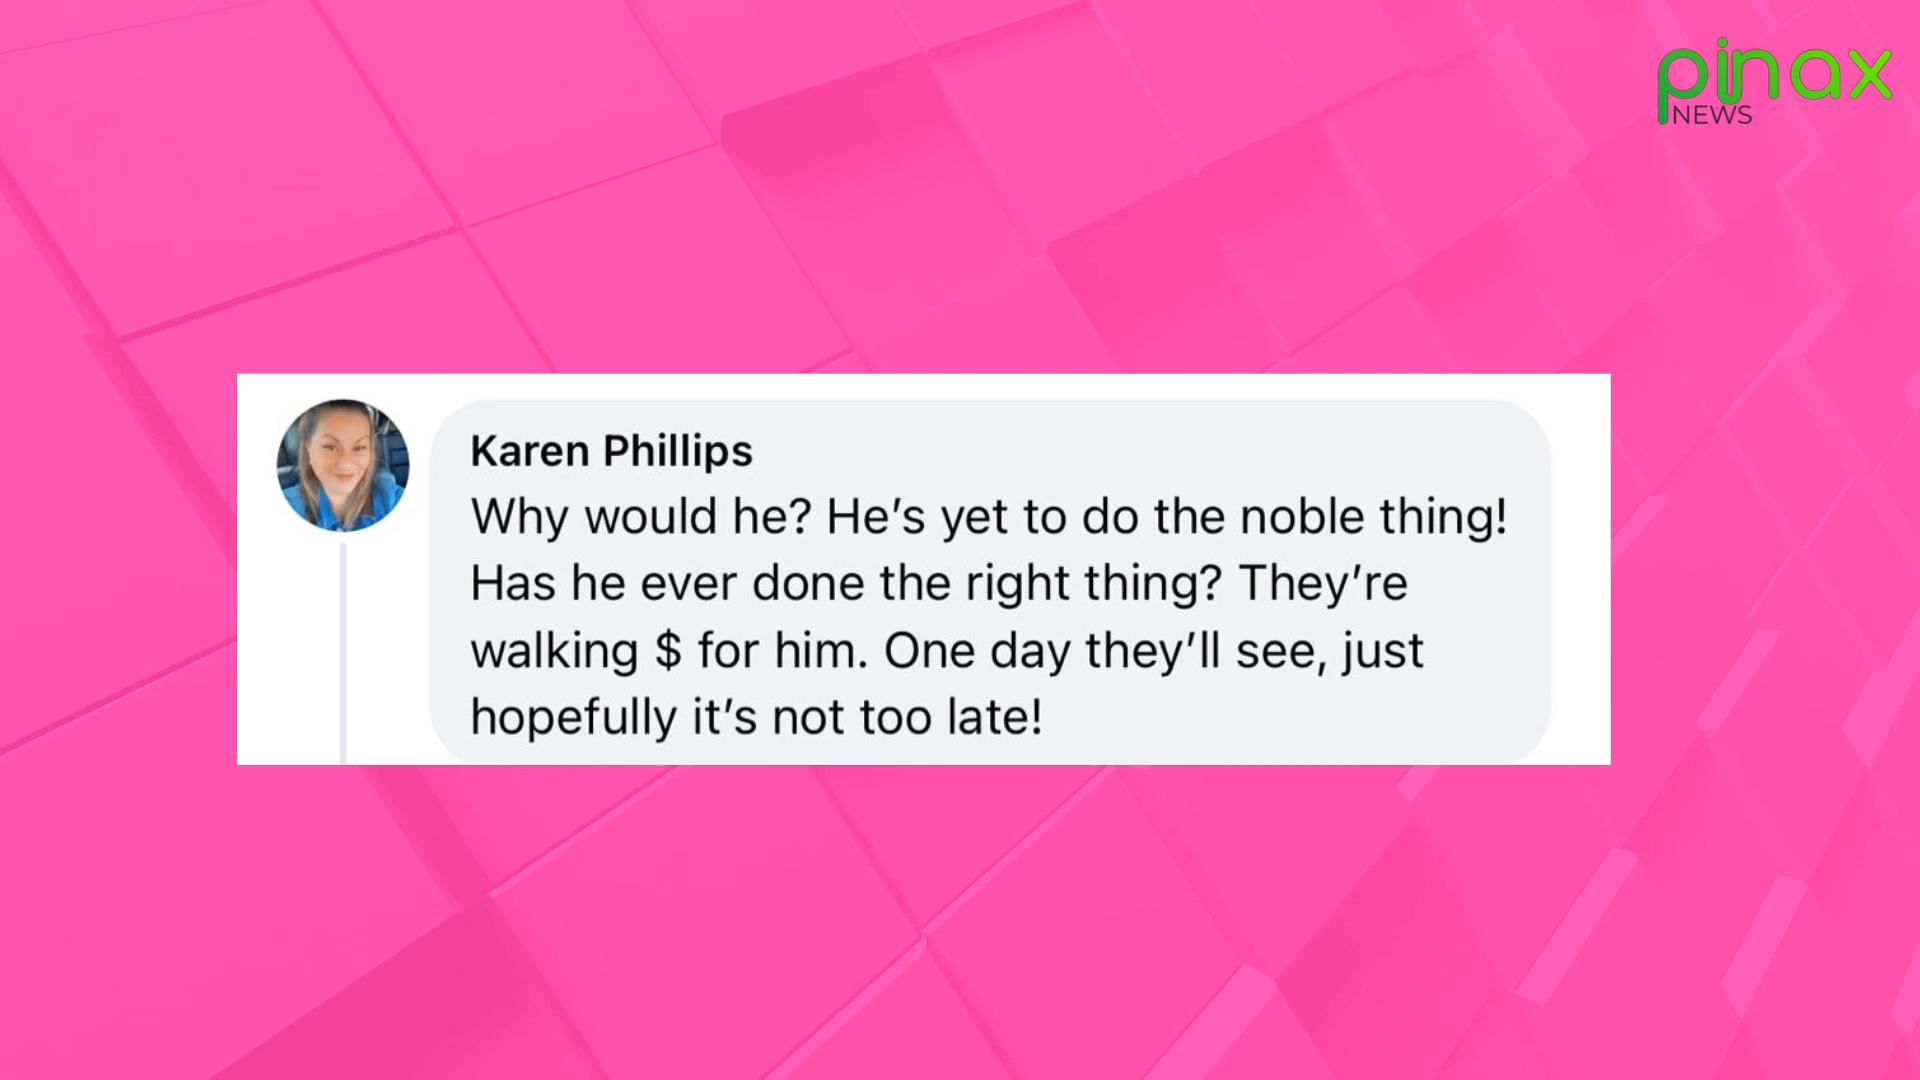 pinax
NEWS
Karen Phillips
Why would he? He’s yet to do the noble thing!
Has he ever done the right thing? They’re
walking $ for him. One day they’ll see, just
hopefully it’s not too late!